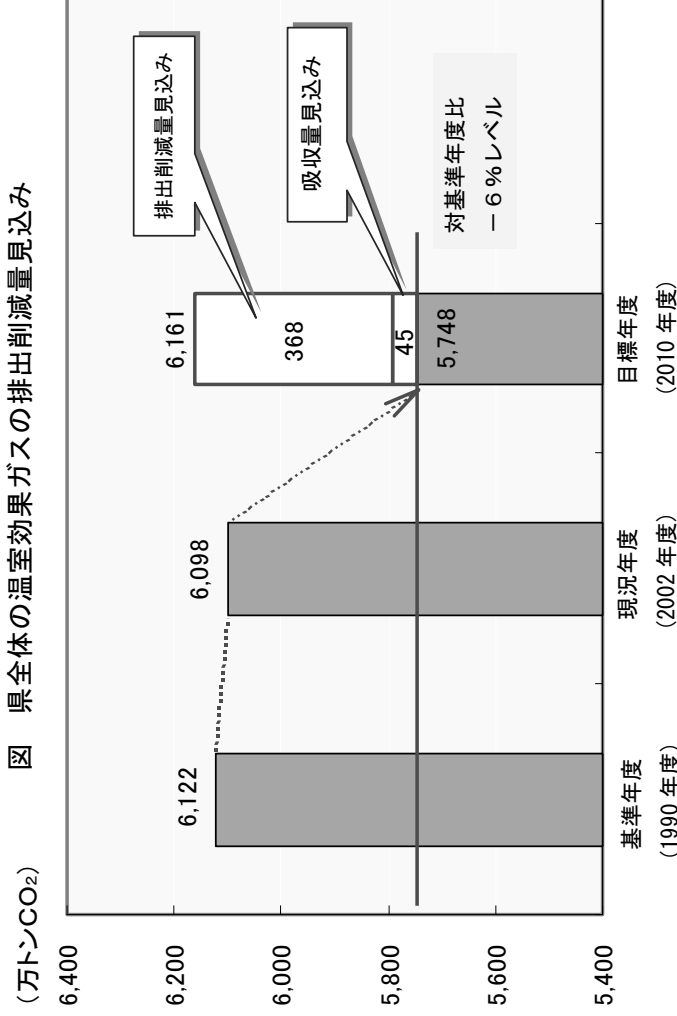 図　県全体の温室効果ガスの排出削減量見込み
（万トンCO₂）
6,400
6,200
6,000
5,800
5,600
5,400
6,122
6,098
6,161
368
45
5,748
排出削減量見込み
吸収量見込み
対基準年度比
－６％レベル
基準年度
（1990 年度）
現況年度
（2002 年度）
目標年度
（2010 年度）